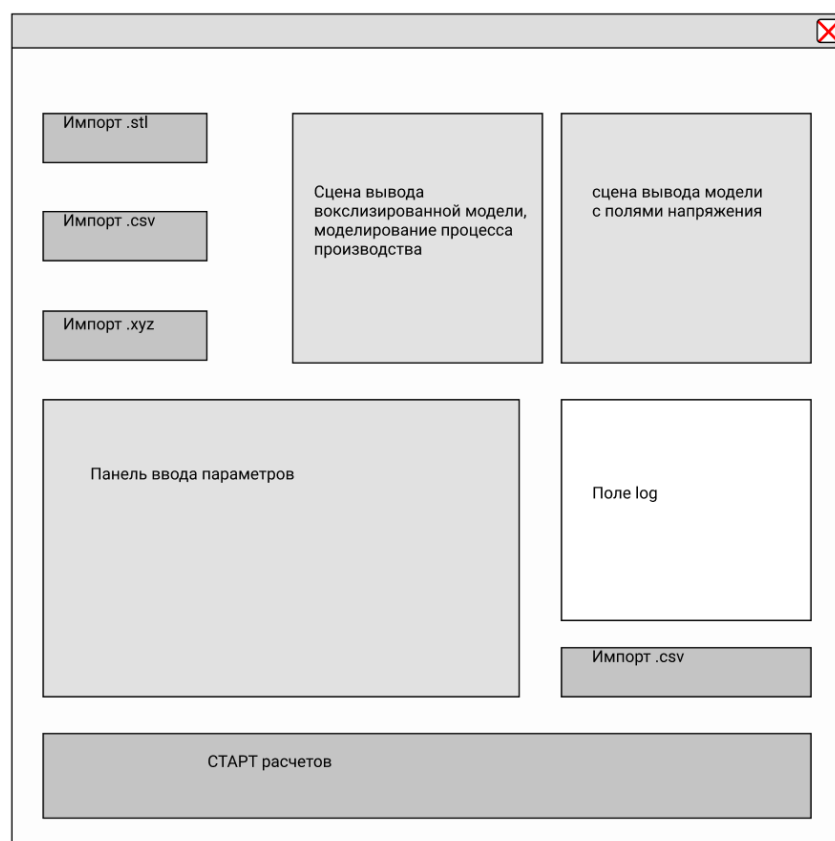 Импорт .stl
Импорт .csv
Импорт .xyz
Сцена вывода
вокслизированной модели,
моделирование процесса
производства
сцена вывода модели
с полями напряжения
Панель ввода параметров
Поле log
Импорт .csv
СТАРТ расчетов